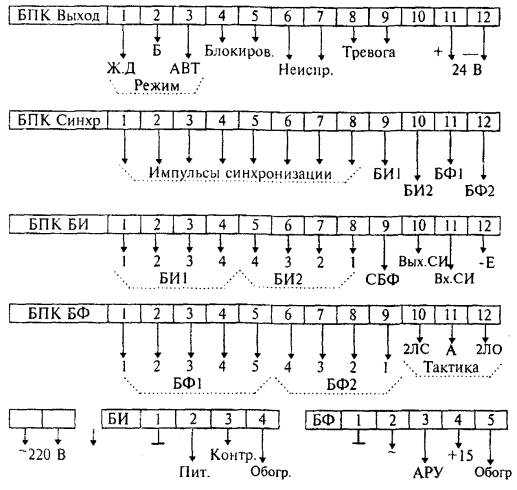 БПК Выход 1 2 3 4 5 6 7 8 9 10 11 12
Б Блокиров. Тревога + —
Ж.Д АВТ Неиспр. 24 В
Режим
БПК Синхр 1 2 3 4 5 6 7 8 9 10 11 12
Импульсы синхронизации БИ1 БФ1
БИ2 БФ2
БПК БИ 1 2 3 4 5 6 7 8 9 10 11 12
1 2 3 4 5 4 3 2 1 Вых.СИ -Е
БИ1 БИ2 СБФ Вх.СИ
БПК БФ 1 2 3 4 5 6 7 8 9 10 11 12
2ЛС А 2ЛО
1 2 3 4 5 4 3 2 1 Тактика
БФ1 БФ2
БИ 1 2 3 4 БФ 1 2 3 4 5
~220 В Контр. ~ +15
Пит. Обогр. АРУ Обогр